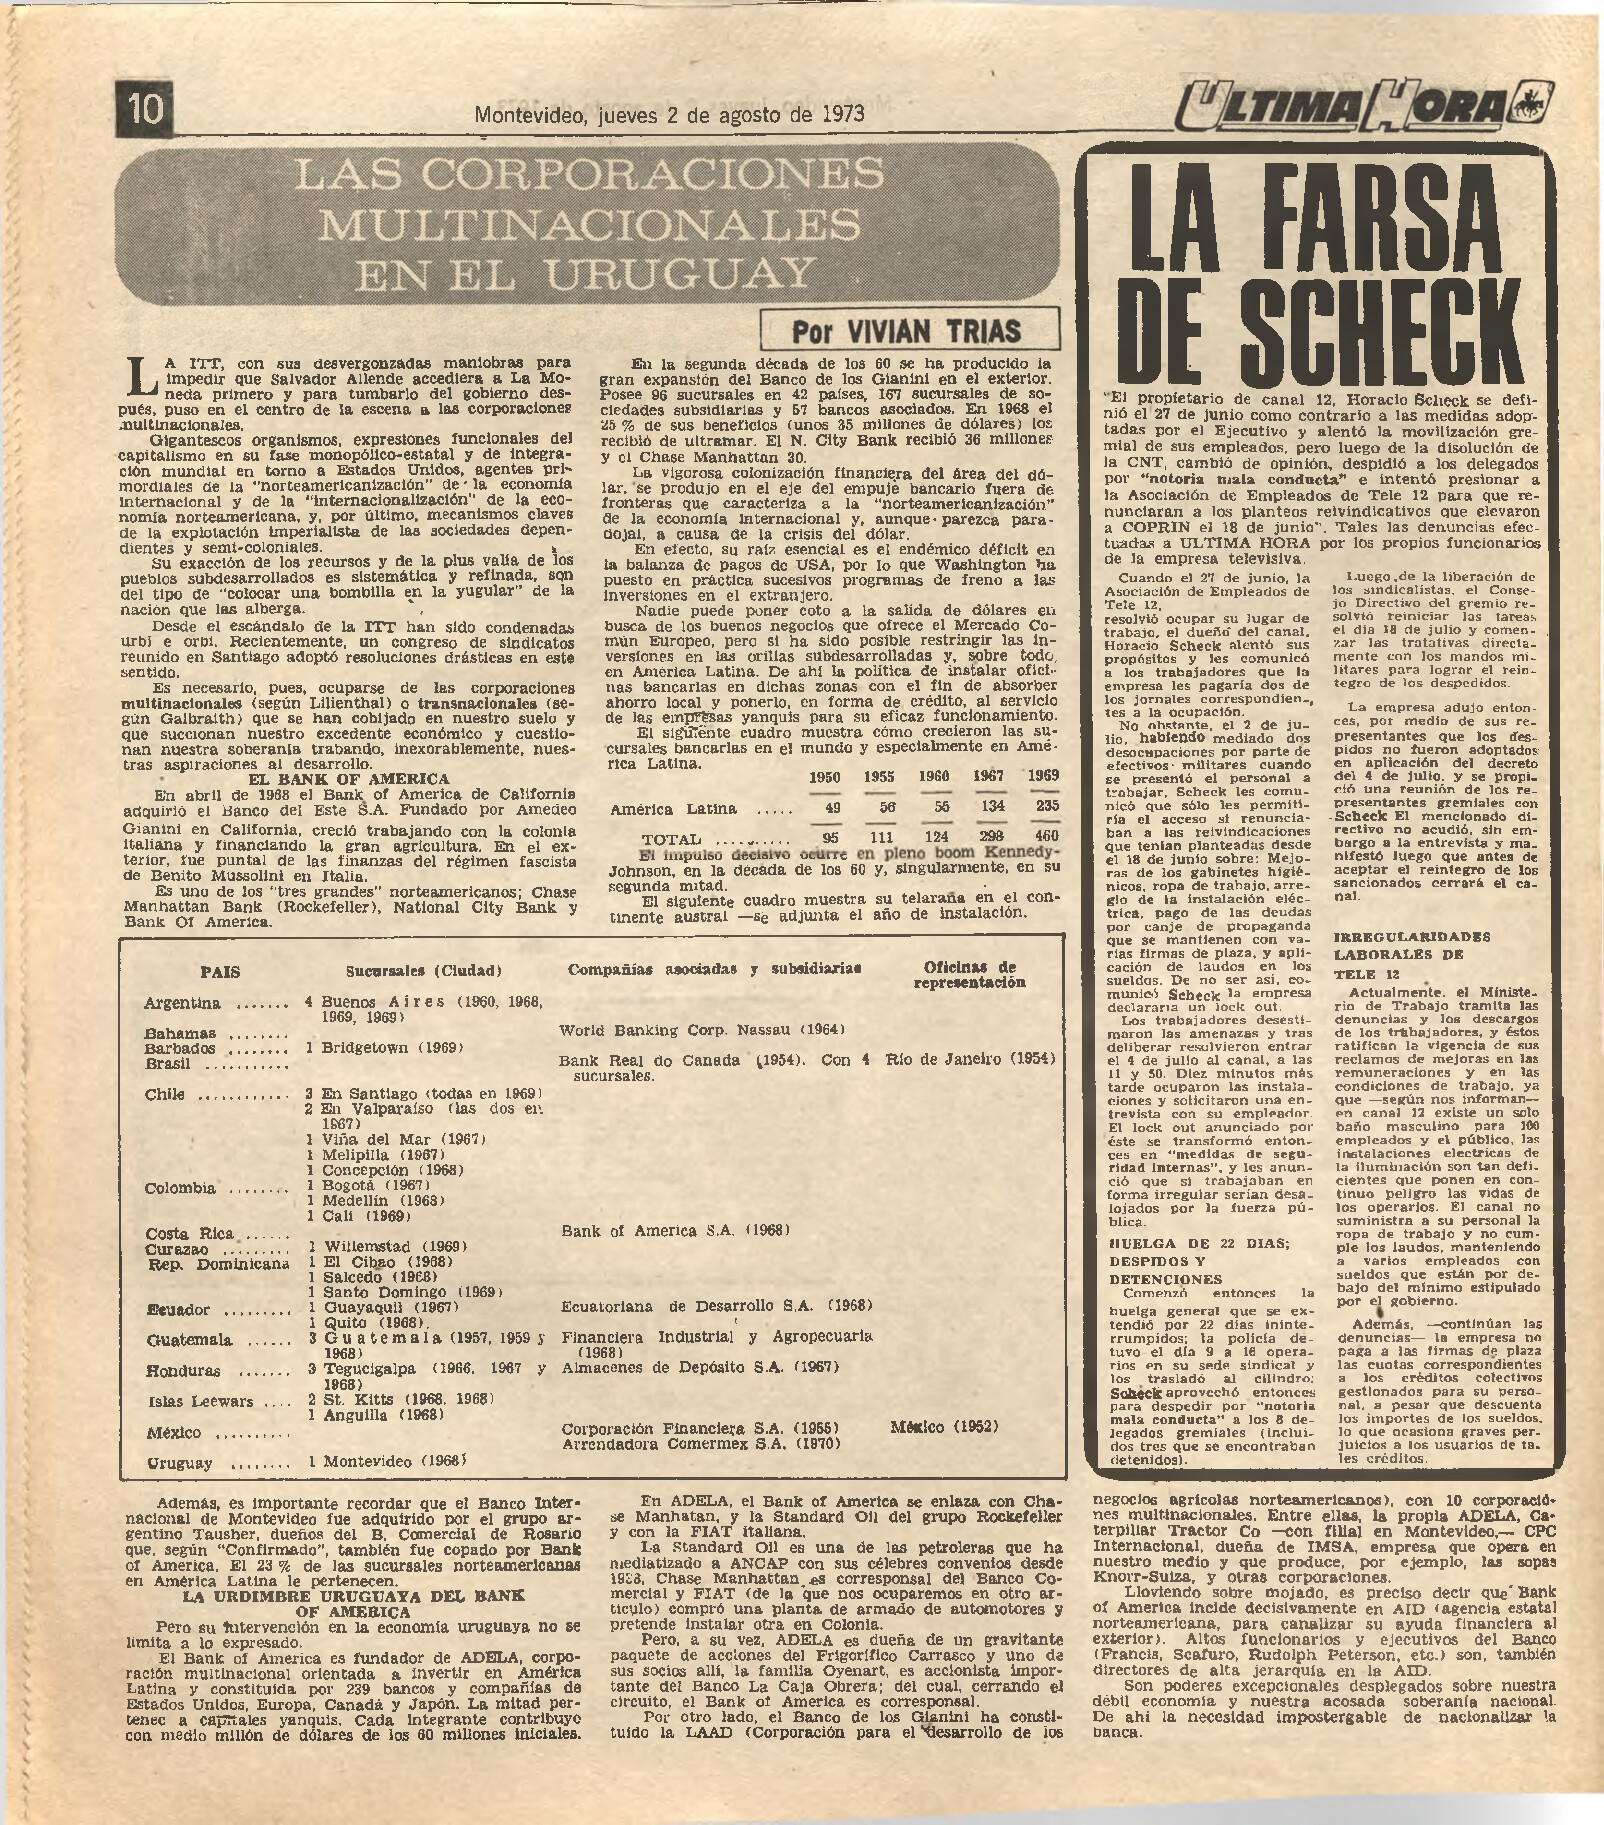 10
Montevideo, jueves 2 de agosto de 1973
ULTIMA HORA
LAS CORPORACIONES
MULTINACIONALES
EN EL URUGUAY
Por VIVIAN TRIAS
LA ITT, con sus desvergonzadas maniobras para
impedir que Salvador Allende accediera a La Mo-
neda primero y para tumbarlo del gobierno des-
pués, puso en el centro de la escena a las corporaciones
multinacionales.
Gigantescos organismos, expresiones funcionales del
capitalismo en su fase monopólico-estatal y de integra-
ción mundial en torno a Estados Unidos, agentes pri-
mordiales de la "norteamericanización" de la economía
internacional y de la "internacionalización" de la eco-
nomía norteamericana, y, por último, mecanismos claves
de la explotación imperialista de las sociedades depen-
dientes y semi-coloniales.
Su exacción de los recursos y de la plus valía de los
pueblos subdesarrollados es sistemática y refinada, son
del tipo de "colocar una bombilla en la yugular" de la
nación que las alberga.
Desde el escándalo de la ITT han sido condenadas
urbi e orbi. Recientemente, un congreso de sindicatos
reunido en Santiago adoptó resoluciones drásticas en este
sentido.
Es necesario, pues, ocuparse de las corporaciones
multinacionales (según Lilienthal) o transnacionales (se-
gún Galbraith) que se han cobijado en nuestro suelo y
que succionan nuestro excedente económico y cuestio-
nan nuestra soberanía trabando, inexorablemente, nues-
tras aspiraciones al desarrollo.
EL BANK OF AMERICA
En abril de 1968 el Bank of America de California
adquirió el Banco del Este S.A. Fundado por Amedeo
Gianini en California, creció trabajando con la colonia
italiana y financiando la gran agricultura. En el ex-
terior, fue puntal de las finanzas del régimen fascista
de Benito Mussolini en Italia.
Es uno de los "tres grandes" norteamericanos; Chase
Manhattan Bank (Rockefeller), National City Bank y
Bank Of America.
En la segunda década de los 60 se ha producido la
gran expansión del Banco de los Gianini en el exterior.
Posee 96 sucursales en 42 países, 167 sucursales de so-
ciedades subsidiarias y 57 bancos asociados. En 1968 el
25 % de sus beneficios (unos 35 millones de dólares) los
recibió de ultramar. El N. City Bank recibió 36 millones
y el Chase Manhattan 30.
La vigorosa colonización financiera del área del dó-
lar, se produjo en el eje del empuje bancario fuera de
fronteras que caracteriza a la "norteamericanización"
de la economía internacional y, aunque parezca para-
dojal, a causa de la crisis del dólar.
En efecto, su raíz esencial es el endémico déficit en
la balanza de pagos de USA, por lo que Washington ha
puesto en práctica sucesivos programas de freno a las
inversiones en el extranjero.
Nadie puede poner coto a la salida de dólares en
busca de los buenos negocios que ofrece el Mercado Co-
mún Europeo, pero si ha sido posible restringir las in-
versiones en las orillas subdesarrolladas y, sobre todo,
en América Latina. De ahí la política de instalar ofici-
nas bancarias en dichas zonas con el fin de absorber
ahorro local y ponerlo, en forma de crédito, al servicio
de las empresas yanquis para su eficaz funcionamiento.
El siguiente cuadro muestra cómo crecieron las su-
cursales bancarias en el mundo y especialmente en Amé-
rica Latina.
1950 1955 1960 1967 1969
América Latina ..... 49 56 55 134 235
TOTAL ......... 95 111 124 298 460
El impulso decisivo ocurre en pleno boom Kennedy-
Johnson, en la década de los 60 y, singularmente, en su
segunda mitad.
El siguiente cuadro muestra su telaraña en el con-
tinente austral —se adjunta el año de instalación.
PAIS Sucursales (Ciudad) Compañías asociadas y subsidiarias Oficinas de
representación
Argentina ....... 4 Buenos Aires (1960, 1968,
1969, 1969)
Bahamas ........ World Banking Corp. Nassau (1964)
Barbados ........ 1 Bridgetown (1969)
Brasil ........... Bank Real do Canada (1954). Con 4 Río de Janeiro (1954)
sucursales.
Chile ............ 3 En Santiago (todas en 1969)
2 En Valparaíso (las dos en
1967)
1 Viña del Mar (1967)
1 Melipilla (1967)
1 Concepción (1968)
Colombia ........ 1 Bogotá (1967)
1 Medellín (1968)
1 Cali (1969)
Costa Rica ...... Bank of America S.A. (1968)
Curazao ......... 1 Willemstad (1969)
Rep. Dominicana 1 El Cibao (1968)
1 Salcedo (1968)
1 Santo Domingo (1969)
Ecuador ......... 1 Guayaquil (1967) Ecuatoriana de Desarrollo S.A. (1968)
1 Quito (1968).
Guatemala ...... 3 Guatemala (1957, 1959 y Financiera Industrial y Agropecuaria
1968) (1968)
Honduras ....... 3 Tegucigalpa (1966, 1967 y Almacenes de Depósito S.A. (1967)
1968)
Islas Leewars .... 2 St. Kitts (1968, 1968)
1 Anguilla (1968)
México .......... Corporación Financiera S.A. (1955) México (1952)
Arrendadora Comermex S.A. (1970)
Uruguay ........ 1 Montevideo (1968)
Además, es importante recordar que el Banco Inter-
nacional de Montevideo fue adquirido por el grupo ar-
gentino Tausher, dueños del B. Comercial de Rosario
que, según "Confirmado", también fue copado por Bank
of America. El 23 % de las sucursales norteamericanas
en América Latina le pertenecen.
LA URDIMBRE URUGUAYA DEL BANK
OF AMERICA
Pero su intervención en la economía uruguaya no se
limita a lo expresado.
El Bank of America es fundador de ADELA, corpo-
ración multinacional orientada a invertir en América
Latina y constituida por 239 bancos y compañías de
Estados Unidos, Europa, Canadá y Japón. La mitad per-
tenec a capitales yanquis. Cada integrante contribuyo
con medio millón de dólares de los 60 millones iniciales.
En ADELA, el Bank of America se enlaza con Cha-
se Manhatan, y la Standard Oil del grupo Rockefeller
y con la FIAT italiana.
La Standard Oil es una de las petroleras que ha
mediatizado a ANCAP con sus célebres convenios desde
Chase Manhattan es corresponsal del Banco Co-
mercial y FIAT (de la que nos ocuparemos en otro ar-
tículo) compró una planta de armado de automotores y
pretende instalar otra en Colonia.
Pero, a su vez, ADELA es dueña de un gravitante
paquete de acciones del Frigorífico Carrasco y uno de
sus socios allí, la familia Oyenart, es accionista impor-
tante del Banco La Caja Obrera; del cual, cerrando el
circuito, el Bank of America es corresponsal.
Por otro lado, el Banco de los Gianini ha consti-
tuido la LAAD (Corporación para el desarrollo de los
negocios agrícolas norteamericanos), con 10 corporacio-
nes multinacionales. Entre ellas, la propia ADELA, Ca-
terpillar Tractor Co —con filial en Montevideo,— CPC
Internacional, dueña de IMSA, empresa que opera en
nuestro medio y que produce, por ejemplo, las sopas
Knorr-Suiza, y otras corporaciones.
Lloviendo sobre mojado, es preciso decir que Bank
of America incide decisivamente en AID (agencia estatal
norteamericana, para canalizar su ayuda financiera al
exterior). Altos funcionarios y ejecutivos del Banco
(Francis, Scafuro, Rudolph Peterson, etc.) son, también
directores de alta jerarquía en la AID.
Son poderes excepcionales desplegados sobre nuestra
débil economía y nuestra acosada soberanía nacional.
De ahí la necesidad impostergable de nacionalizar la
banca.
LA FARSA
DE SCHECK
"El propietario de canal 12, Horacio Scheck se defi-
nió el 27 de junio como contrario a las medidas adop-
tadas por el Ejecutivo y alentó la movilización gre-
mial de sus empleados, pero luego de la disolución de
la CNT, cambió de opinión, despidió a los delegados
por "notoria mala conducta" e intentó presionar a
la Asociación de Empleados de Tele 12 para que re-
nunciaran a los planteos reivindicativos que elevaron
a COPRIN el 18 de junio". Tales las denuncias efec-
tuadas a ULTIMA HORA por los propios funcionarios
de la empresa televisiva.
Cuando el 27 de junio, la
Asociación de Empleados de
Tele 12,
resolvió ocupar su lugar de
trabajo, el dueño del canal,
Horacio Scheck alentó sus
propósitos y les comunicó
a los trabajadores que la
empresa les pagaría dos de
los jornales correspondien-,
tes a la ocupación.
No obstante, el 2 de ju-
lio, habiendo mediado dos
desocupaciones por parte de
efectivos militares cuando
se presentó el personal a
trabajar, Scheck les comu-
nicó que sólo les permiti-
ría el acceso si renuncia-
ban a las reivindicaciones
que tenían planteadas desde
el 18 de junio sobre: Mejo-
ras de los gabinetes higié-
nicos, ropa de trabajo, arre-
glo de la instalación eléc-
trica, pago de las deudas
por canje de propaganda
que se mantienen con va-
rias firmas de plaza, y apli-
cación de laudos en los
sueldos. De no ser así, co-
municó Scheck la empresa
declararía un lock out.
Los trabajadores desesti-
maron las amenazas y tras
deliberar resolvieron entrar
el 4 de julio al canal, a las
11 y 50. Diez minutos más
tarde ocuparon las instala-
ciones y solicitaron una en-
trevista con su empleador.
El lock out anunciado por
éste se transformó enton-
ces en "medidas de segu-
ridad internas", y les anun-
ció que si trabajaban en
forma irregular serían desa-
lojados por la fuerza pú-
blica.
HUELGA DE 22 DIAS;
DESPIDOS Y
DETENCIONES
Comenzó entonces la
huelga general que se ex-
tendió por 22 días ininte-
rrumpidos; la policía de-
tuvo el día 9 a 16 opera-
rios en su sede sindical y
los trasladó al cilindro;
Scheck aprovechó entonces
para despedir por "notoria
mala conducta" a los 8 de-
legados gremiales (inclui-
dos tres que se encontraban
detenidos).
Luego de la liberación de
los sindicalistas, el Conse-
jo Directivo del gremio re-
solvió reiniciar las tareas
el día 18 de julio y comen-
zar las tratativas directa-
mente con los mandos mi-
litares para lograr el rein-
tegro de los despedidos.
La empresa adujo enton-
ces, por medio de sus re-
presentantes que los des-
pidos no fueron adoptados
en aplicación del decreto
del 4 de julio, y se propi-
ció una reunión de los re-
presentantes gremiales con
Scheck El mencionado di-
rectivo no acudió, sin em-
bargo a la entrevista y ma-
nifestó luego que antes de
aceptar el reintegro de los
sancionados cerrará el ca-
nal.
IRREGULARIDADES
LABORALES DE
TELE 12
Actualmente, el Ministe-
rio de Trabajo tramita las
denuncias y los descargos
de los trabajadores, y éstos
ratifican la vigencia de sus
reclamos de mejoras en las
remuneraciones y en las
condiciones de trabajo, ya
que —según nos informan—
en canal 12 existe un solo
baño masculino para 100
empleados y el público, las
instalaciones electricas de
la ilumbiación son tan defi-
cientes que ponen en con-
tinuo peligro las vidas de
los operarios. El canal no
suministra a su personal la
ropa de trabajo y no cum-
ple los laudos, manteniendo
a varios empleados con
sueldos que están por de-
bajo del mínimo estipulado
por el gobierno.
Además, —continúan las
denuncias— la empresa no
paga a las firmas de plaza
las cuotas correspondientes
a los créditos colectivos
gestionados para su perso-
nal, a pesar que descuenta
los importes de los sueldos,
lo que ocasiona graves per-
juicios a los usuarios de ta-
les créditos.